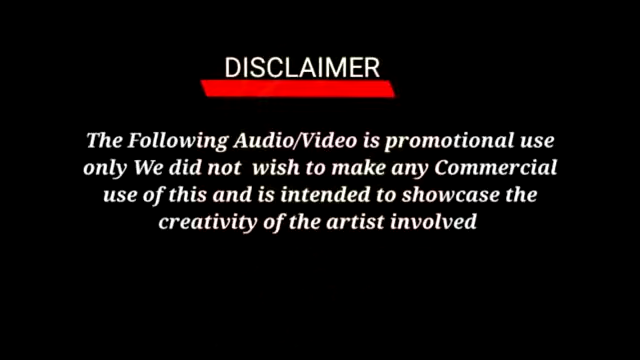 DISCLAIMER
The Following Audio/Video is promotional use
only We did not wish to make any Commercial
use of this and is intended to showcase the
creativity of the artist involved